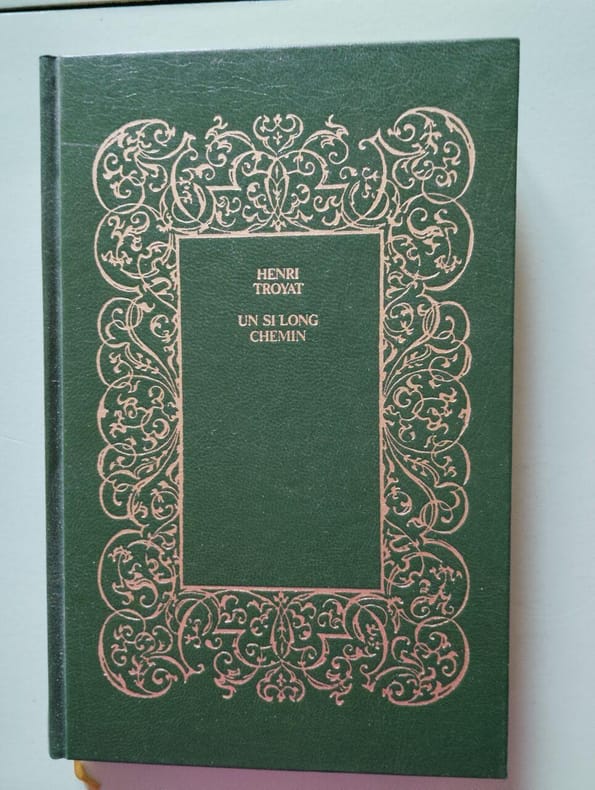 HENRI
TROYAT
UN SI LONG
CHEMIN